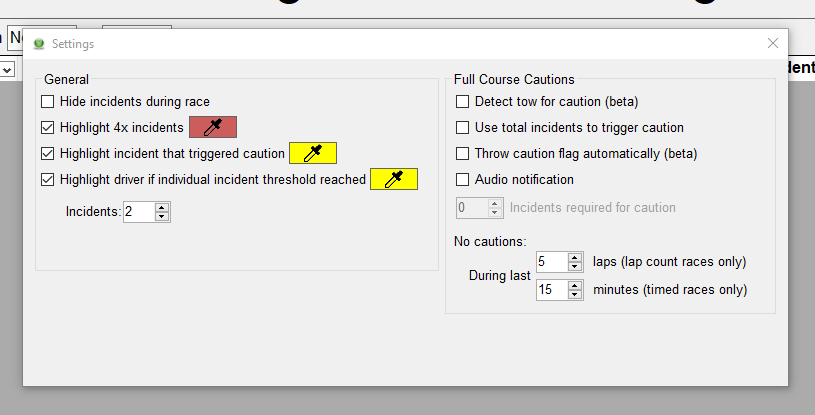 Settings
General
Hide incidents during race
Highlight 4x incidents
Highlight incident that triggered caution
Highlight driver if individual incident threshold reached
Incidents: 2
Full Course Cautions
Detect tow for caution (beta)
Use total incidents to trigger caution
Throw caution flag automatically (beta)
Audio notification
0 Incidents required for caution
No cautions:
During last
5 laps (lap count races only)
15 minutes (timed races only)